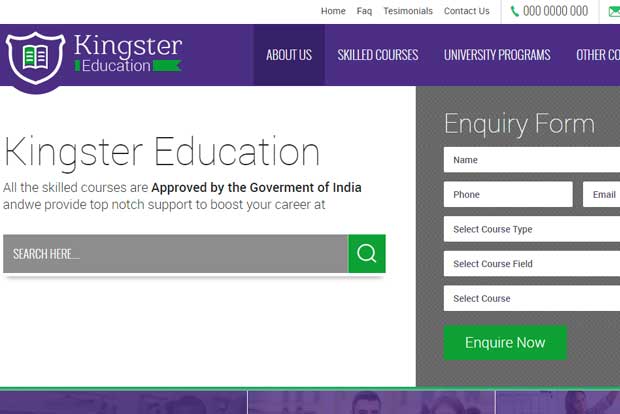 Home Faq Tesimonials Contact Us 000 0000 000
Kingster
Education
ABOUT US SKILLED COURSES UNIVERSITY PROGRAMS OTHER CO
Kingster Education
All the skilled courses are Approved by the Goverment of India
andwe provide top notch support to boost your career at
SEARCH HERE....
Enquiry Form
Name
Phone Email
Select Course Type
Select Course Field
Select Course
Enquire Now